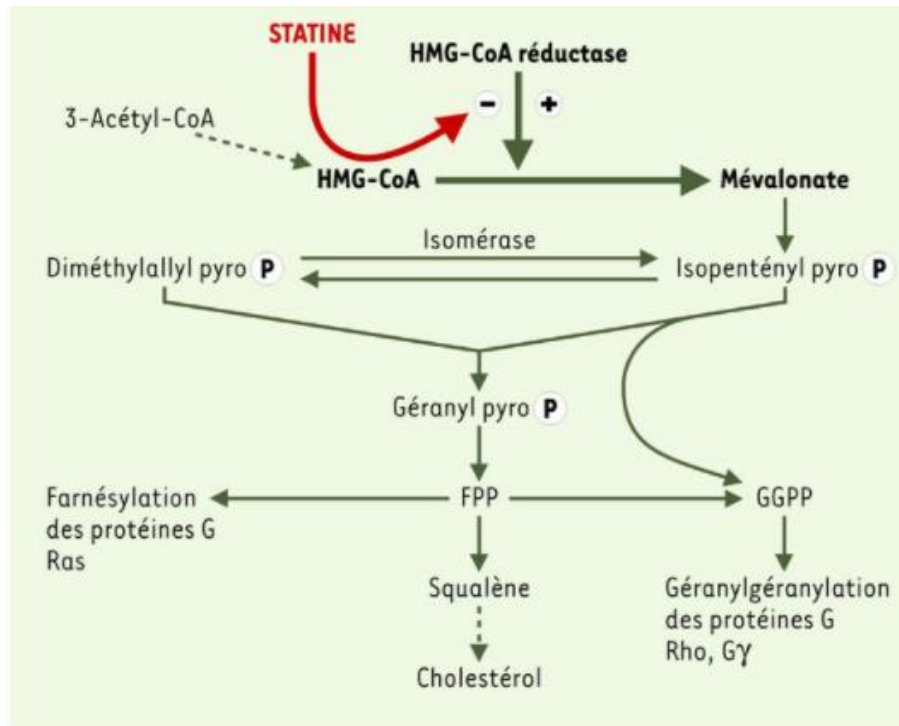 STATINE
HMG-CoA réductase
− +
3-Acétyl-CoA
HMG-CoA
Mévalonate
Isomérase
Diméthylallyl pyro P
Isopentényl pyro P
Géranyl pyro P
Farnésylation
des protéines G
Ras
FPP
GGPP
Squalène
Géranylgéranylation
des protéines G
Rho, Gγ
Cholestérol